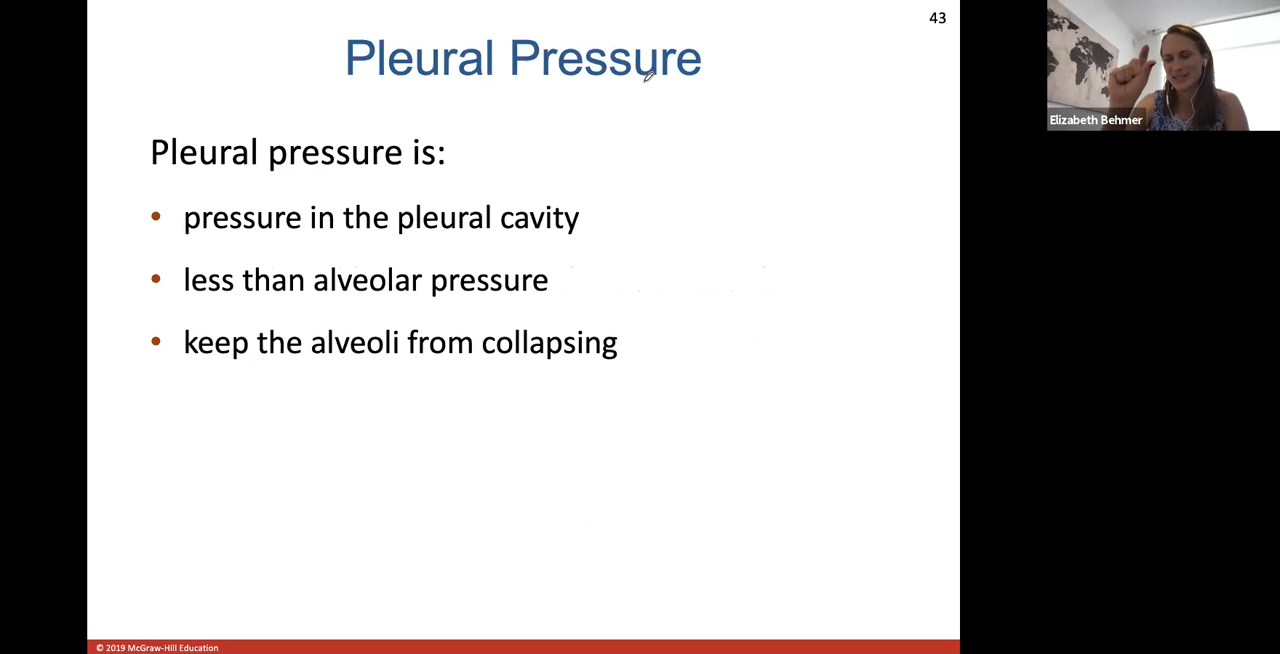 43
Pleural Pressure
Elizabeth Behmer
Pleural pressure is:
• pressure in the pleural cavity
• less than alveolar pressure
• keep the alveoli from collapsing
© 2019 McGraw-Hill Education